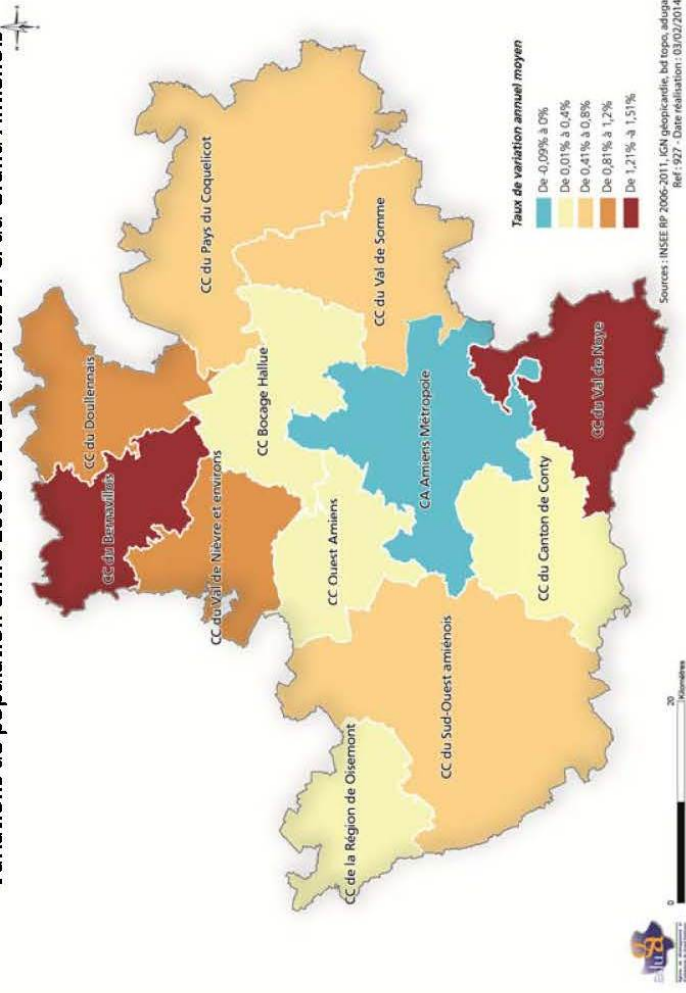 CC du Doullennais
CC du Bernavillois
CC du Pays du Coquelicot
CC du Val de Nièvre et environs
CC Bocage Hallue
CC du Val de Somme
CC Ouest Amiens
CA Amiens Métropole
CC de la Région de Oisemont
CC du Sud-Ouest amiénois
CC du Canton de Conty
CC du Val de Noye
Taux de variation annuel moyen
De -0,09% à 0%
De 0,01% à 0,4%
De 0,41% à 0,8%
De 0,81% à 1,2%
De 1,21% à 1,51%
0
20
Kilomètres
Sources : INSEE RP 2006-2011, IGN géopicardie, bd topo, aduga
Ref : 927 - Date réalisation : 03/02/2014